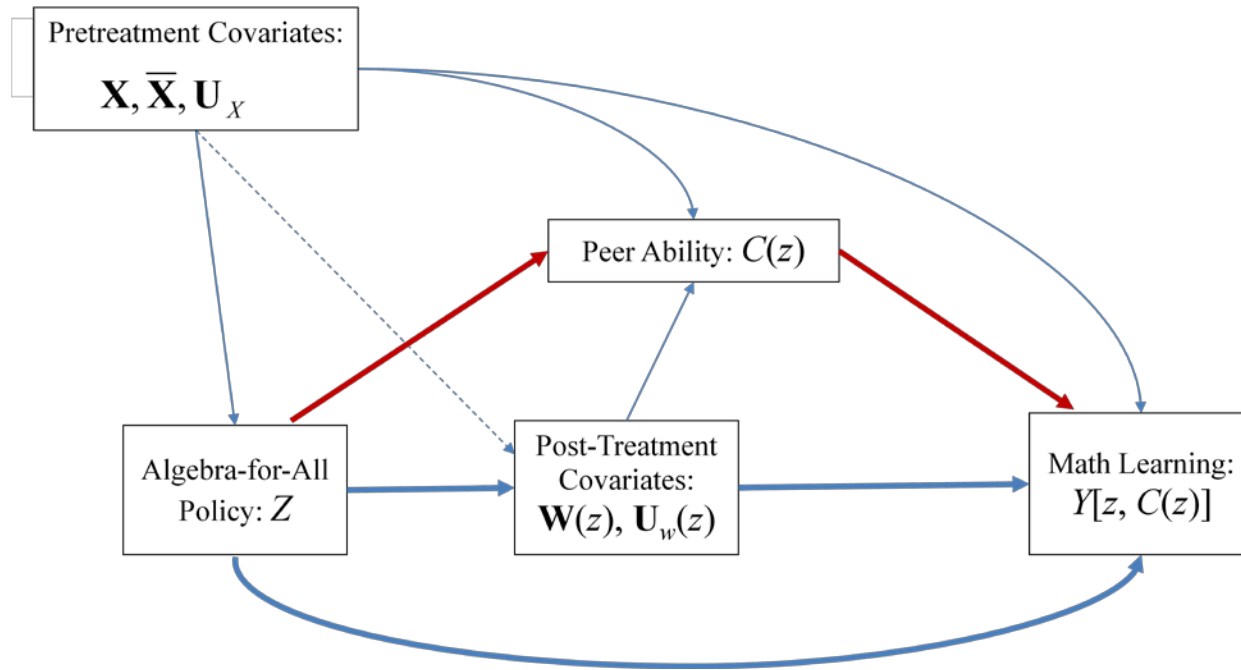 Pretreatment Covariates:
X, X̅, U_X
Peer Ability: C(z)
Algebra-for-All
Policy: Z
Post-Treatment
Covariates:
W(z), U_w(z)
Math Learning:
Y[z, C(z)]